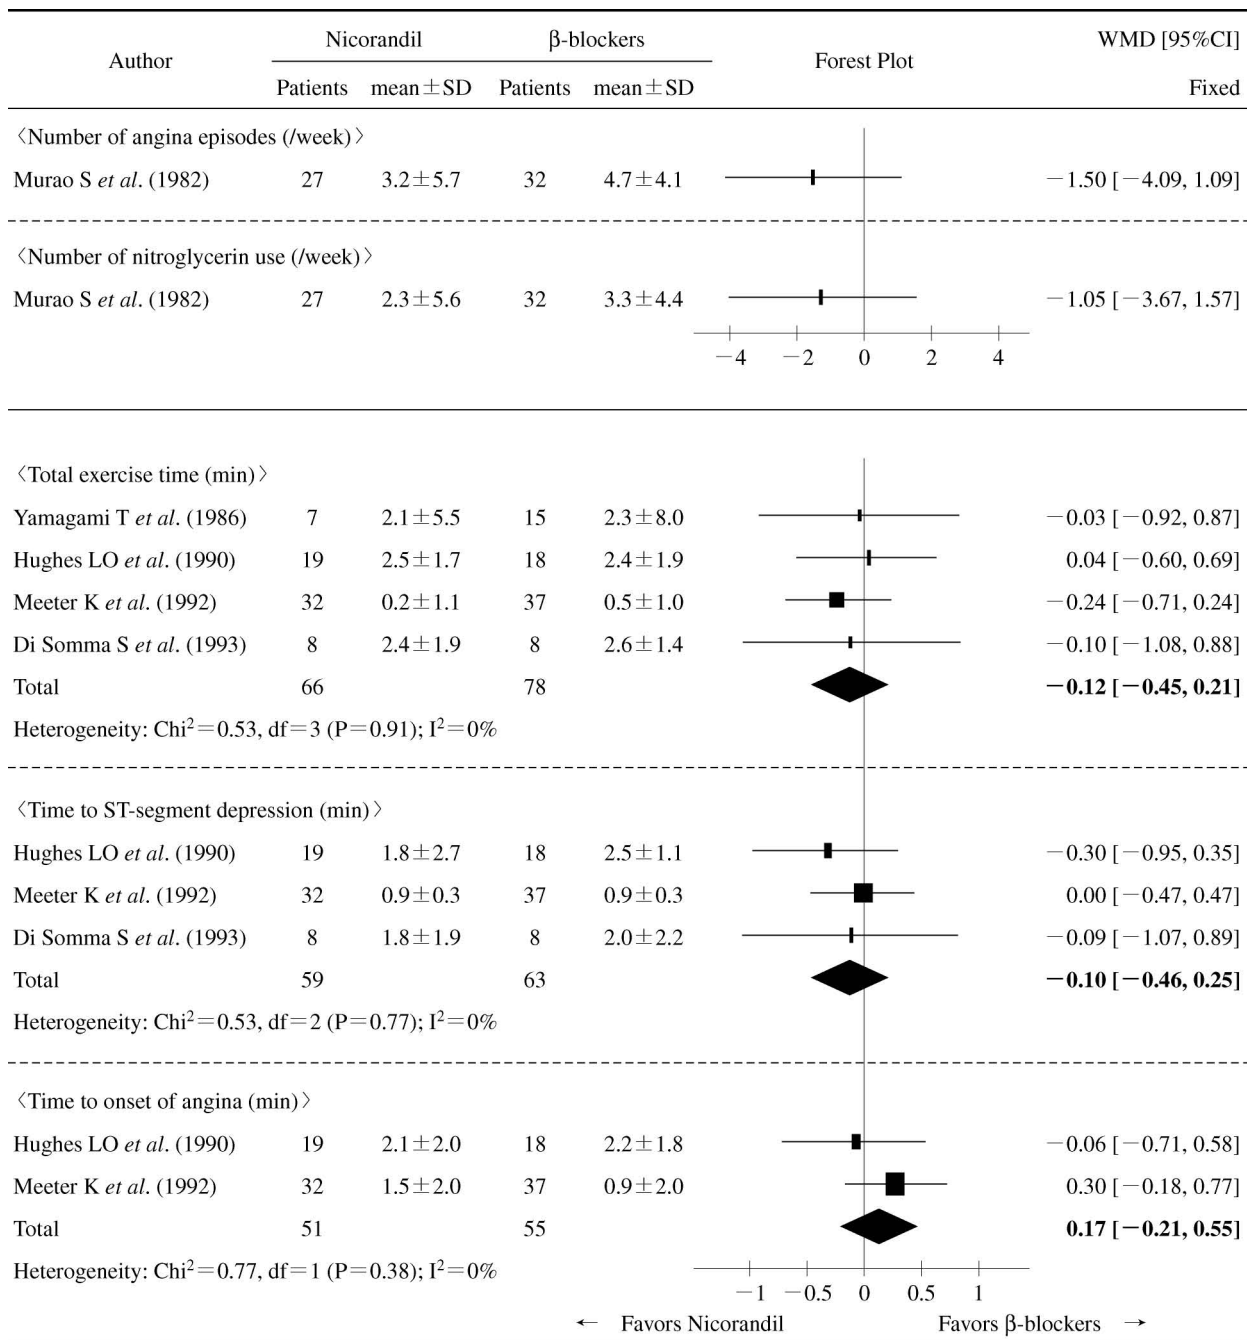 Author Nicorandil β-blockers Forest Plot WMD [95%CI]
Patients mean±SD Patients mean±SD Fixed
〈Number of angina episodes (/week)〉
Murao S et al. (1982) 27 3.2±5.7 32 4.7±4.1 −1.50 [−4.09, 1.09]
〈Number of nitroglycerin use (/week)〉
Murao S et al. (1982) 27 2.3±5.6 32 3.3±4.4 −1.05 [−3.67, 1.57]
−4 −2 0 2 4
〈Total exercise time (min)〉
Yamagami T et al. (1986) 7 2.1±5.5 15 2.3±8.0 −0.03 [−0.92, 0.87]
Hughes LO et al. (1990) 19 2.5±1.7 18 2.4±1.9 0.04 [−0.60, 0.69]
Meeter K et al. (1992) 32 0.2±1.1 37 0.5±1.0 −0.24 [−0.71, 0.24]
Di Somma S et al. (1993) 8 2.4±1.9 8 2.6±1.4 −0.10 [−1.08, 0.88]
Total 66 78 −0.12 [−0.45, 0.21]
Heterogeneity: Chi²=0.53, df=3 (P=0.91); I²=0%
〈Time to ST-segment depression (min)〉
Hughes LO et al. (1990) 19 1.8±2.7 18 2.5±1.1 −0.30 [−0.95, 0.35]
Meeter K et al. (1992) 32 0.9±0.3 37 0.9±0.3 0.00 [−0.47, 0.47]
Di Somma S et al. (1993) 8 1.8±1.9 8 2.0±2.2 −0.09 [−1.07, 0.89]
Total 59 63 −0.10 [−0.46, 0.25]
Heterogeneity: Chi²=0.53, df=2 (P=0.77); I²=0%
〈Time to onset of angina (min)〉
Hughes LO et al. (1990) 19 2.1±2.0 18 2.2±1.8 −0.06 [−0.71, 0.58]
Meeter K et al. (1992) 32 1.5±2.0 37 0.9±2.0 0.30 [−0.18, 0.77]
Total 51 55 0.17 [−0.21, 0.55]
Heterogeneity: Chi²=0.77, df=1 (P=0.38); I²=0%
−1 −0.5 0 0.5 1
← Favors Nicorandil Favors β-blockers →